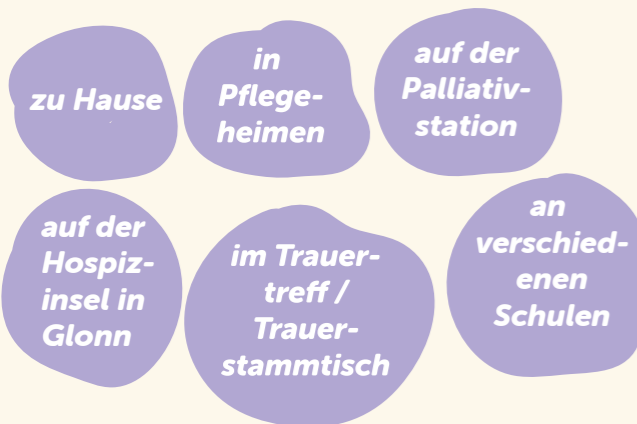 zu Hause
in
Pflege-
heimen
auf der
Palliativ-
station
auf der
Hospiz-
insel in
Glonn
im Trauer-
treff /
Trauer-
stammtisch
an
verschied-
enen
Schulen